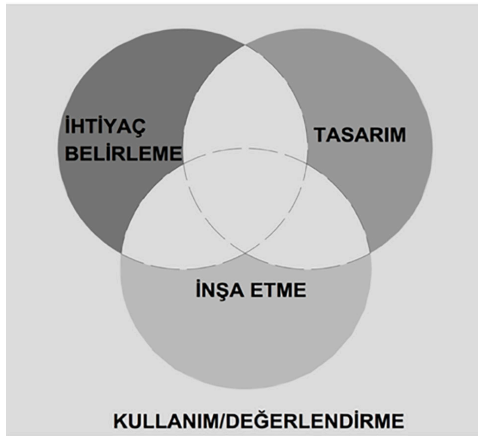 İHTİYAÇ
BELİRLEME
TASARIM
İNŞA ETME
KULLANIM/DEĞERLENDİRME